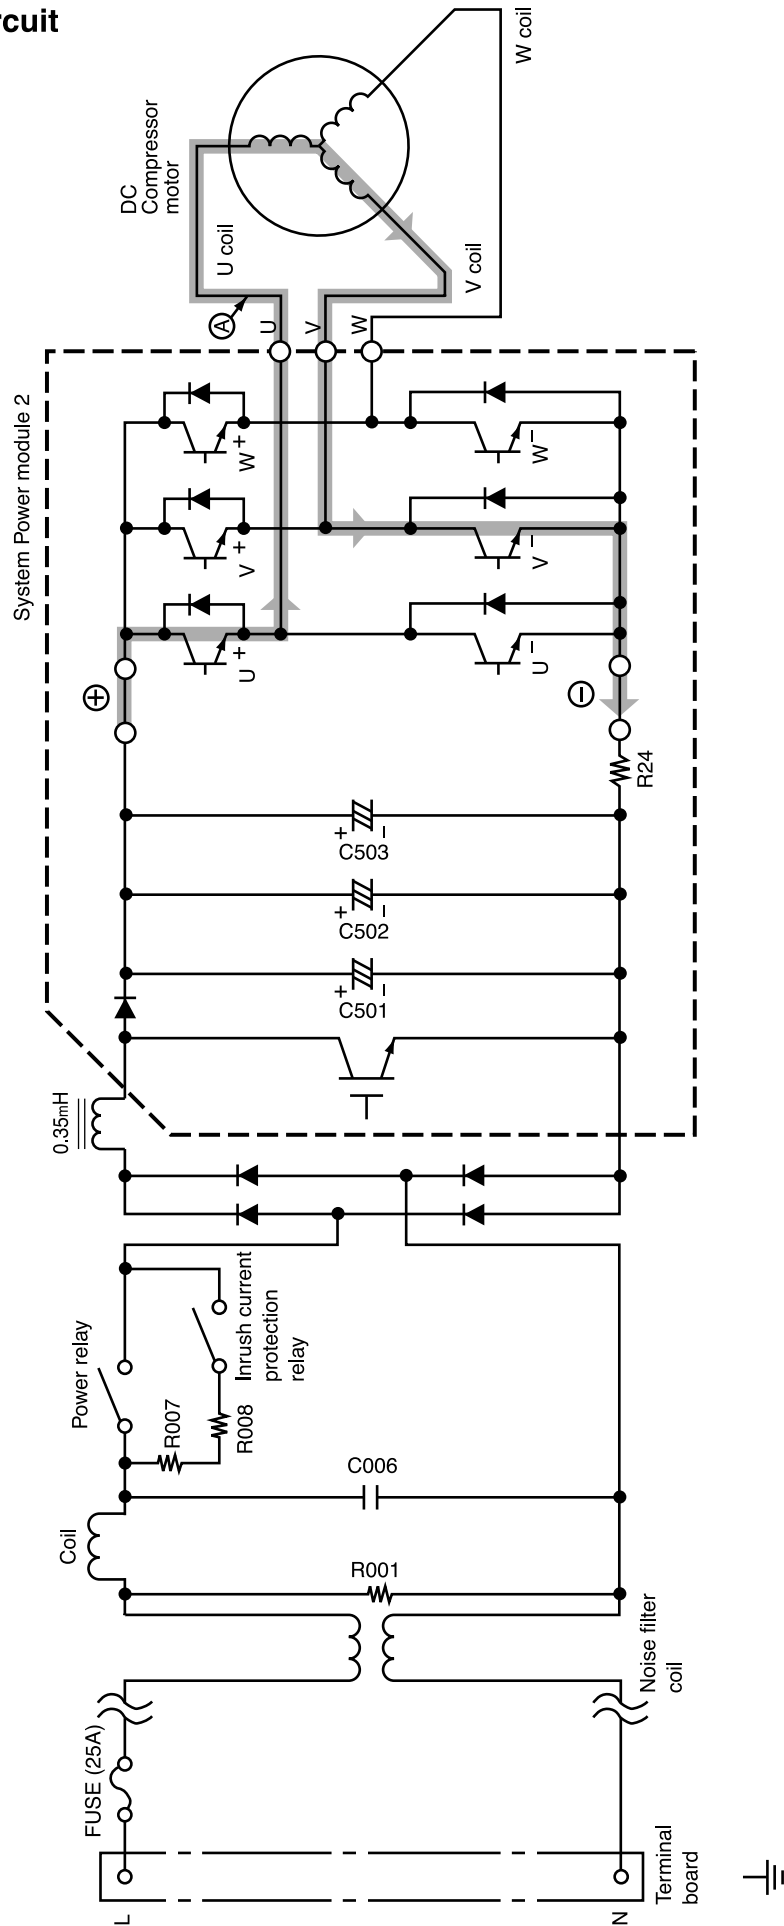 rcuit
W coil
DC
Compressor
motor
U coil
V coil
A
U
V
W
System Power module 2
W +
W −
V +
V −
U +
U −
+
−
R24
+ −
C503
+ −
C502
+ −
C501
0.35mH
Power relay
Inrush current
protection
relay
R007
R008
C006
Coil
R001
Noise filter
coil
FUSE (25A)
Terminal
board
L
N